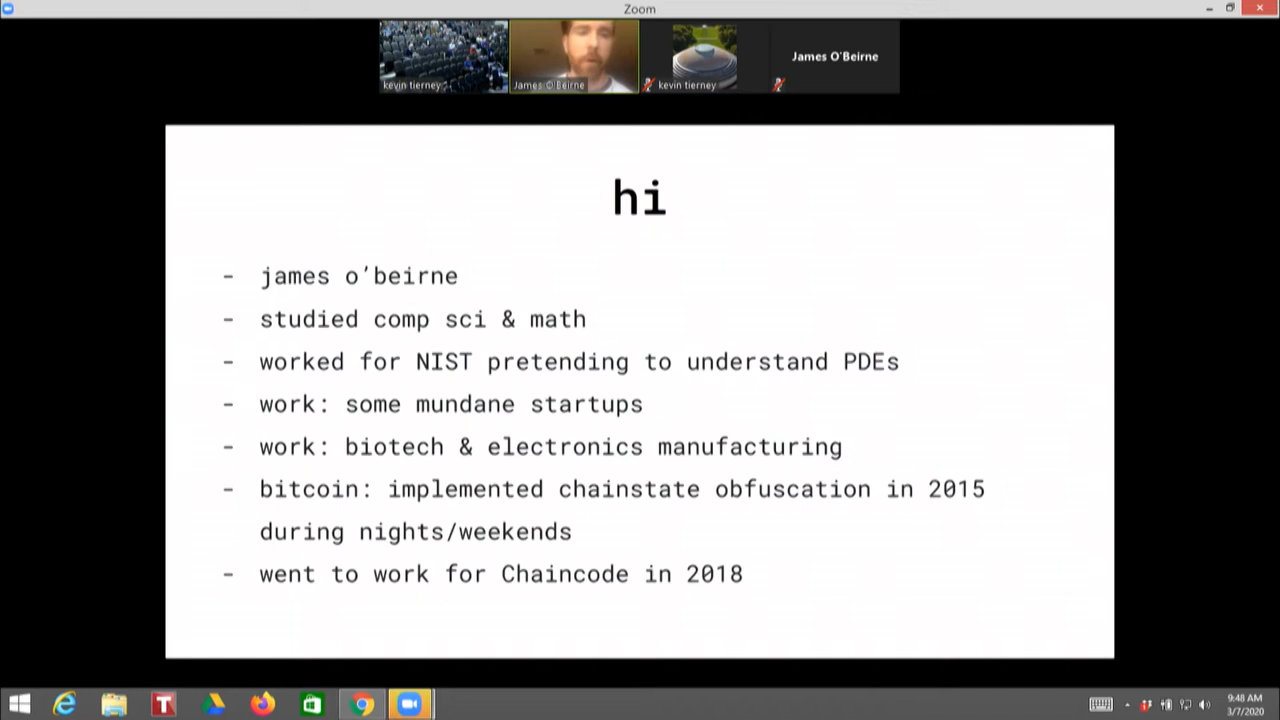 Zoom
kevin tierney
James O'Beirne
kevin tierney
James O'Beirne
hi
- james o’beirne
- studied comp sci & math
- worked for NIST pretending to understand PDEs
- work: some mundane startups
- work: biotech & electronics manufacturing
- bitcoin: implemented chainstate obfuscation in 2015
during nights/weekends
- went to work for Chaincode in 2018
9:48 AM
3/7/2020